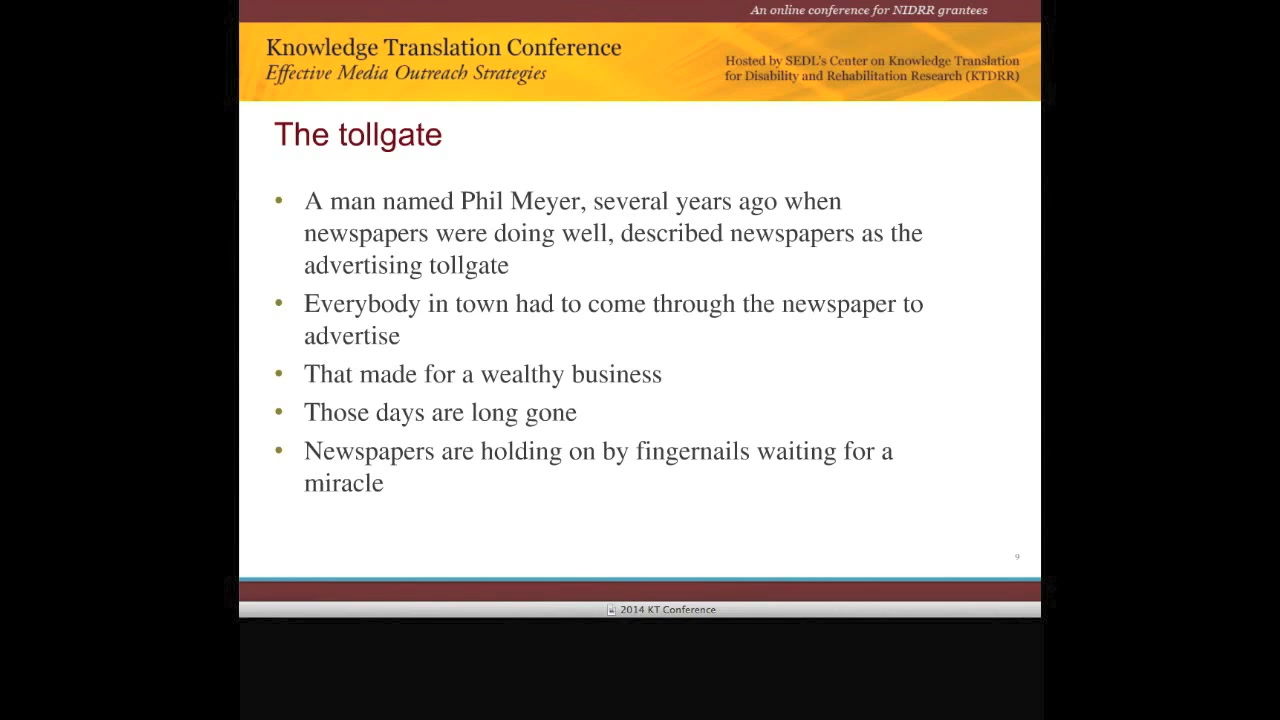 An online conference for NIDRR grantees
Knowledge Translation Conference
Effective Media Outreach Strategies
Hosted by SEDL's Center on Knowledge Translation
for Disability and Rehabilitation Research (KTDRR)
The tollgate
• A man named Phil Meyer, several years ago when
newspapers were doing well, described newspapers as the
advertising tollgate
• Everybody in town had to come through the newspaper to
advertise
• That made for a wealthy business
• Those days are long gone
• Newspapers are holding on by fingernails waiting for a
miracle
9
2014 KT Conference